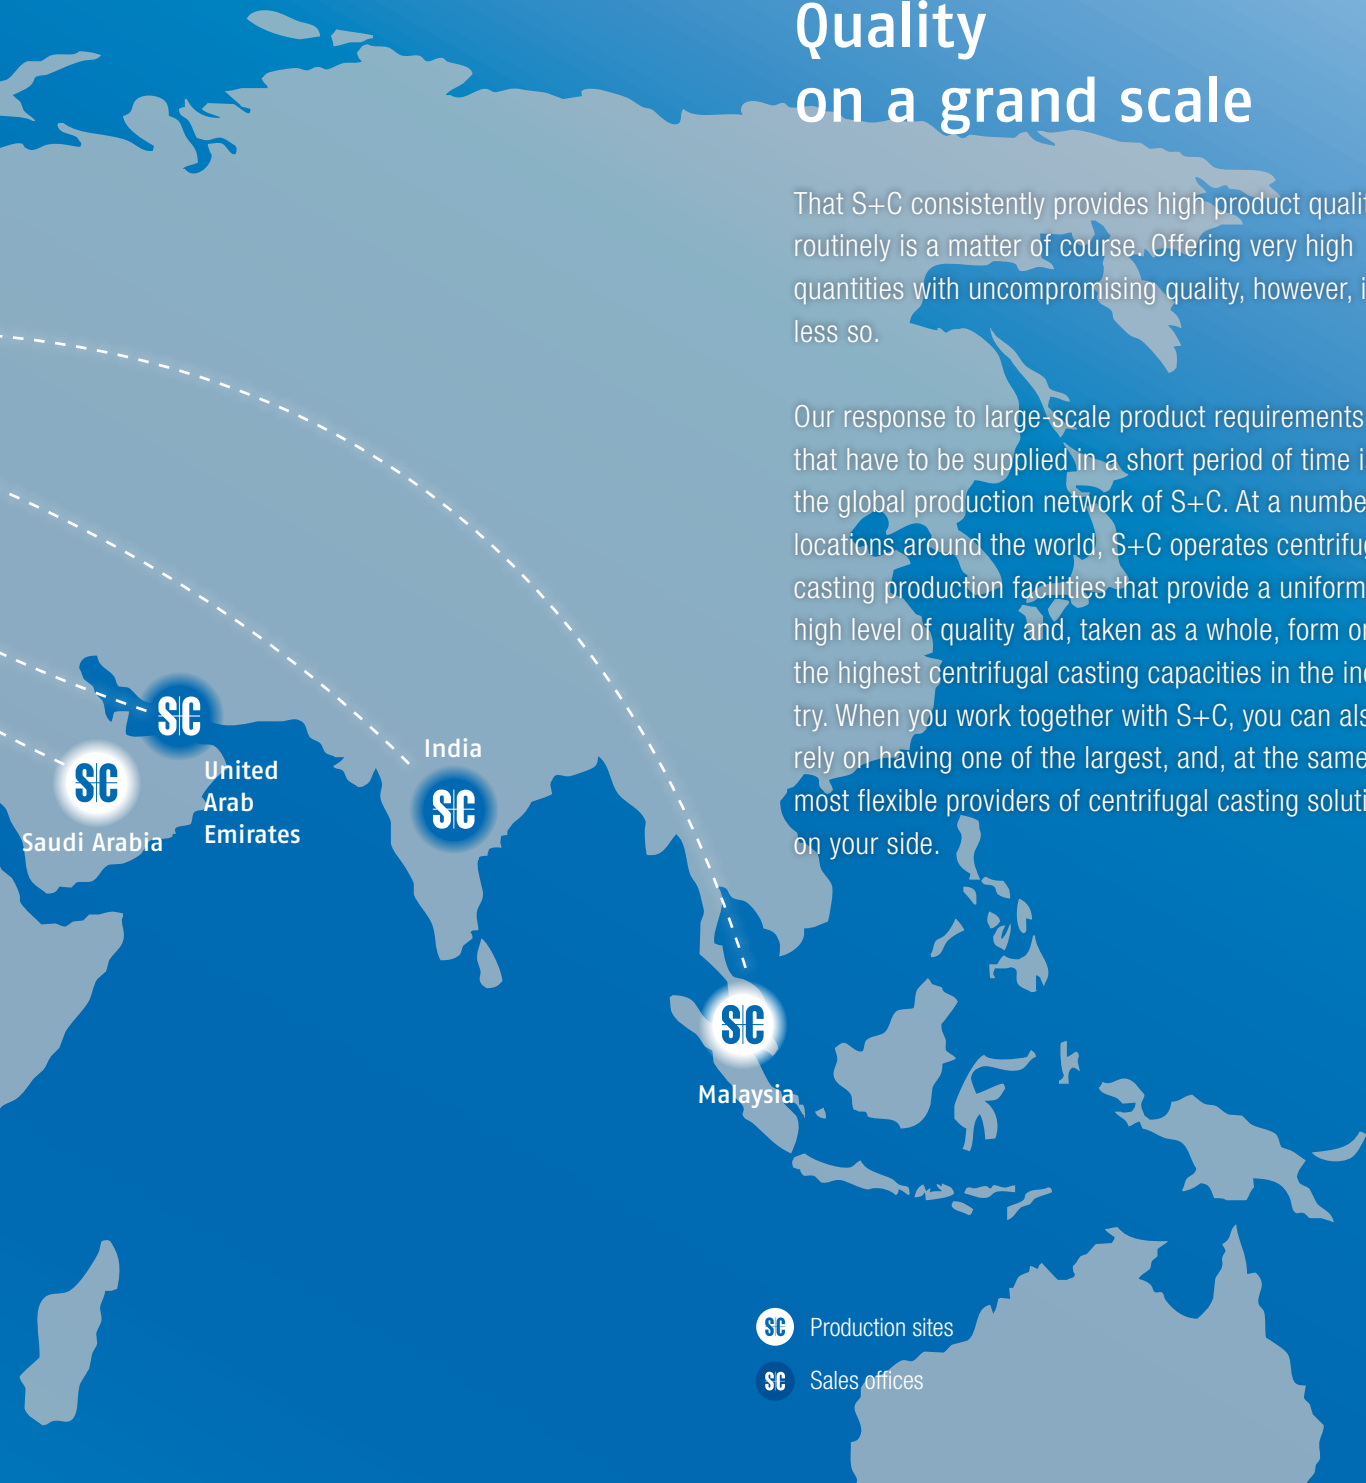 Quality
on a grand scale
That S+C consistently provides high product
routinely is a matter of course. Offering very high
quantities with uncompromising quality, however,
less so.
Our response to large-scale product requirements
that have to be supplied in a short period of time
the global production network of S+C. At a
locations around the world, S+C operates
casting production facilities that provide a uniform
high level of quality and, taken as a whole, form
the highest centrifugal casting capacities in the
try. When you work together with S+C, you can
rely on having one of the largest, and, at the same
most flexible providers of centrifugal casting
on your side.
SC
United
Arab
Emirates
SC
Saudi Arabia
India
SC
SC
Malaysia
SC Production sites
SC Sales offices